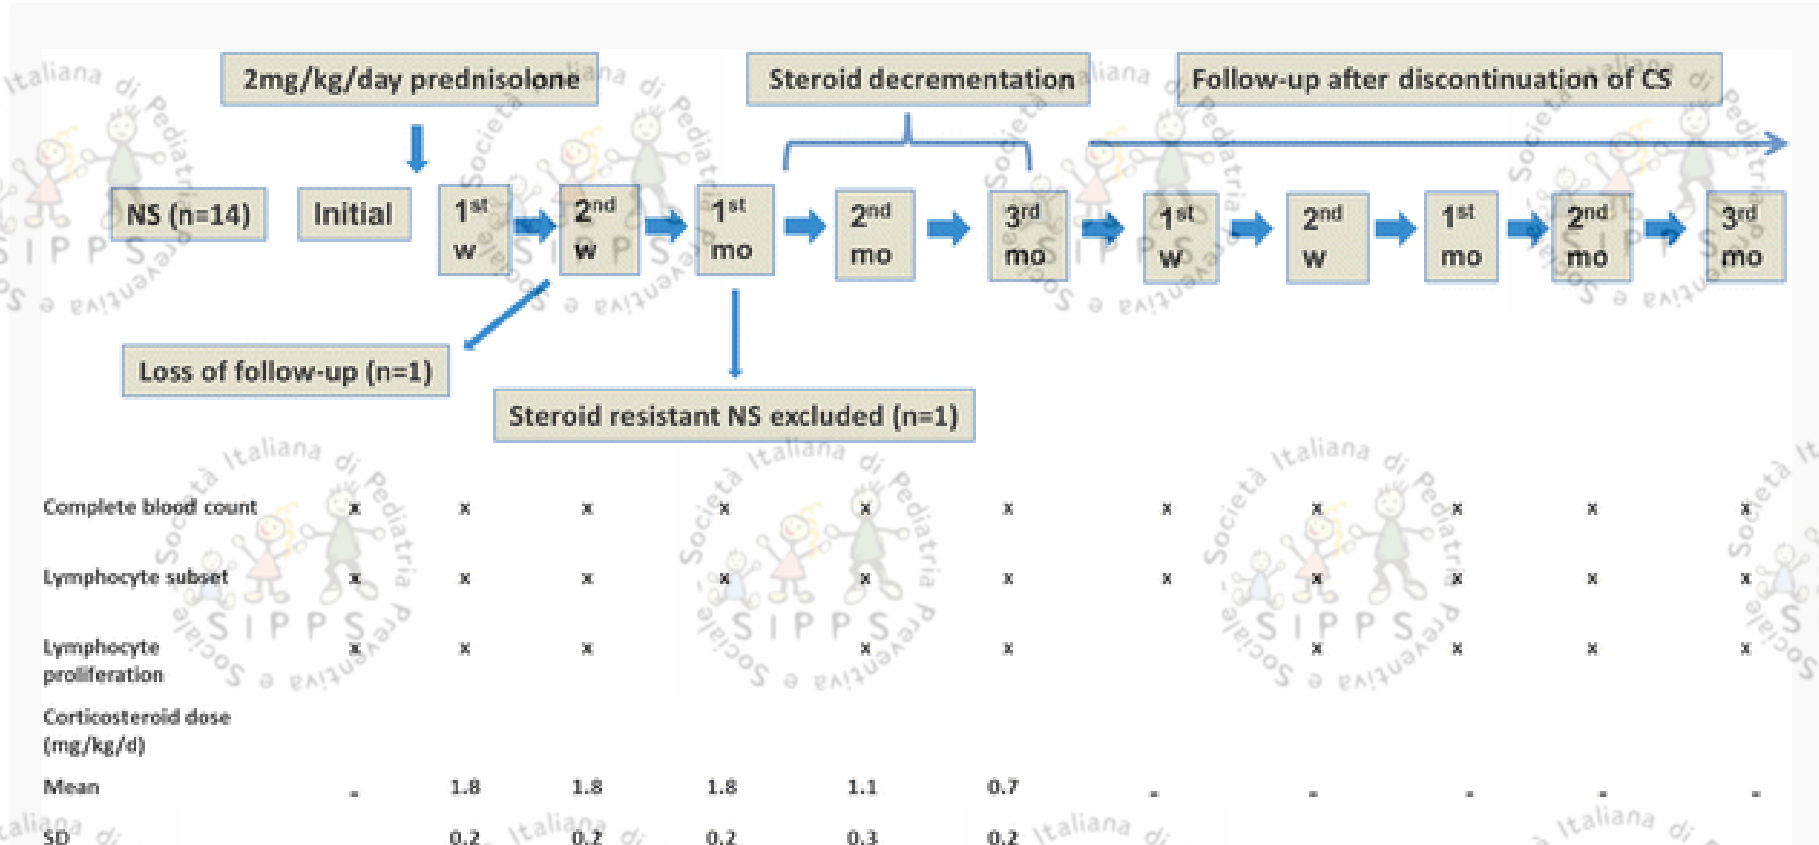 2mg/kg/day prednisolone
Steroid decrementation
Follow-up after discontinuation of CS
NS (n=14)
Initial
1st
w
2nd
w
1st
mo
2nd
mo
3rd
mo
1st
w
2nd
w
1st
mo
2nd
mo
3rd
mo
Loss of follow-up (n=1)
Steroid resistant NS excluded (n=1)
Complete blood count x x x x x x x x x x x
Lymphocyte subset x x x x x x x x x x x
Lymphocyte x x x x x x x x x
proliferation
Corticosteroid dose
(mg/kg/d)
Mean - 1.8 1.8 1.8 1.1 0.7 - - - - -
SD 0.2 0.2 0.2 0.3 0.2
Società Italiana di Pediatria Preventiva e Sociale
SIPPS